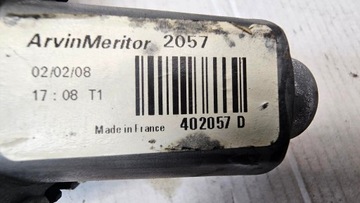 ArvinMeritor 2057
02/02/08
17:08 T1
Made in France
402057 D